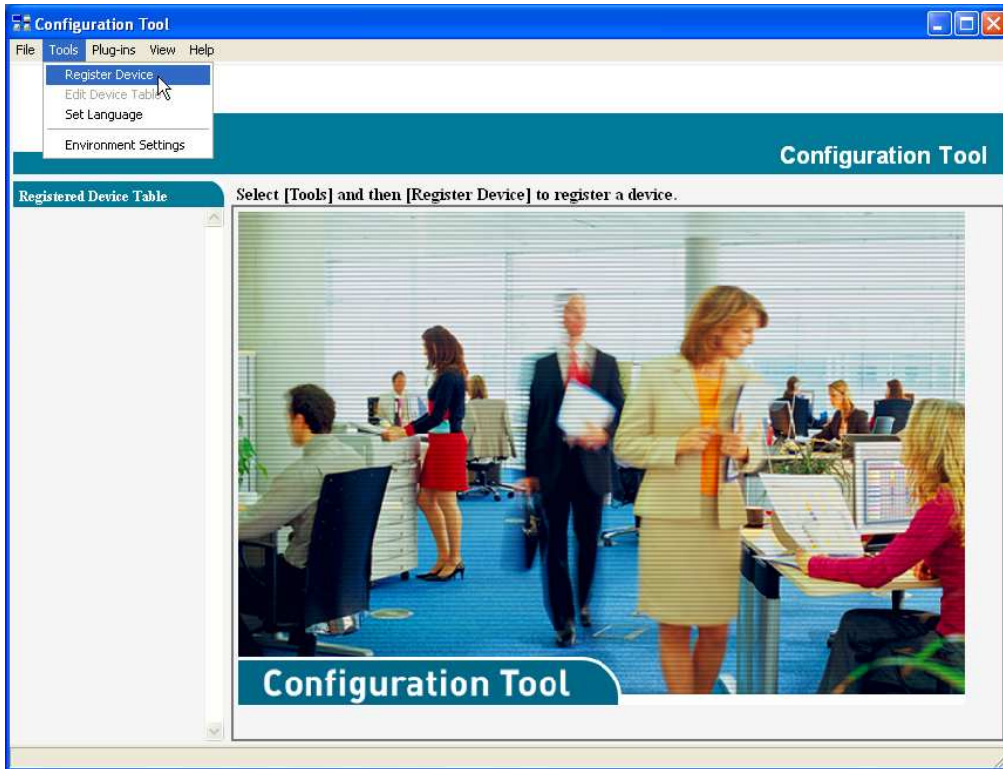 Configuration Tool
File Tools Plug-ins View Help
Register Device
Edit Device Table
Set Language
Environment Settings
Configuration Tool
Registered Device Table
Select [Tools] and then [Register Device] to register a device.
Configuration Tool